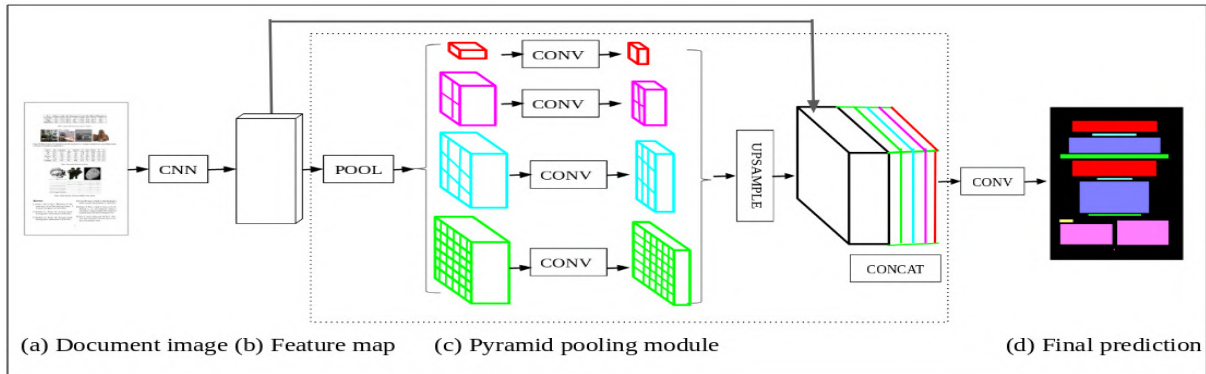 CNN
POOL
CONV
CONV
CONV
CONV
UPSAMPLE
CONCAT
CONV
(a) Document image (b) Feature map (c) Pyramid pooling module (d) Final prediction